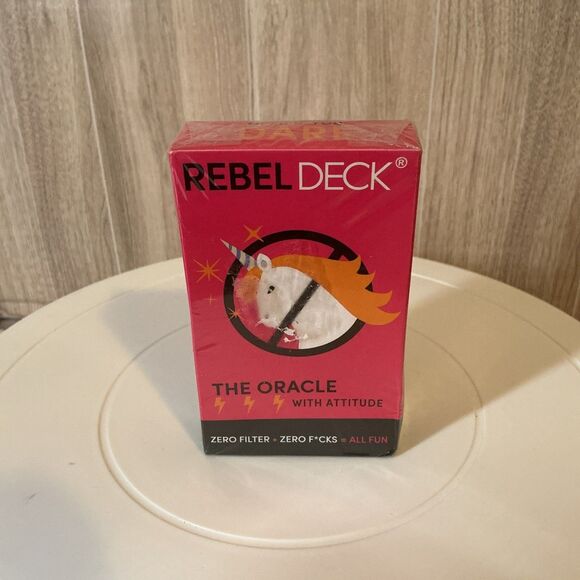 DARE
REBEL DECK®
THE ORACLE
WITH ATTITUDE
ZERO FILTER + ZERO F*CKS = ALL FUN